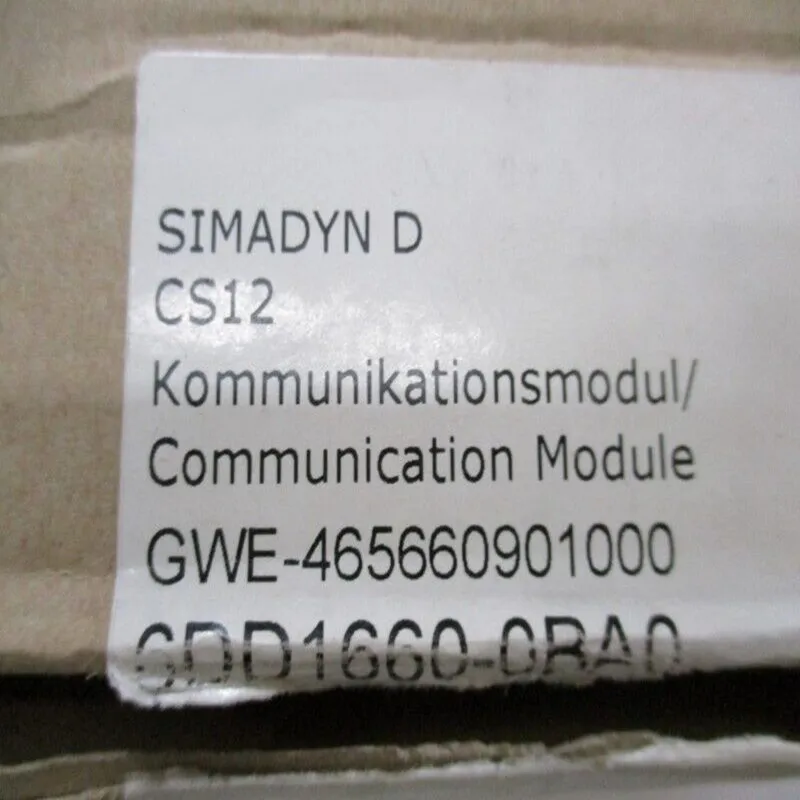 SIMADYN D
CS12
Kommunikationsmodul/
Communication Module
GWE-465660901000
6DD1660-0BA0